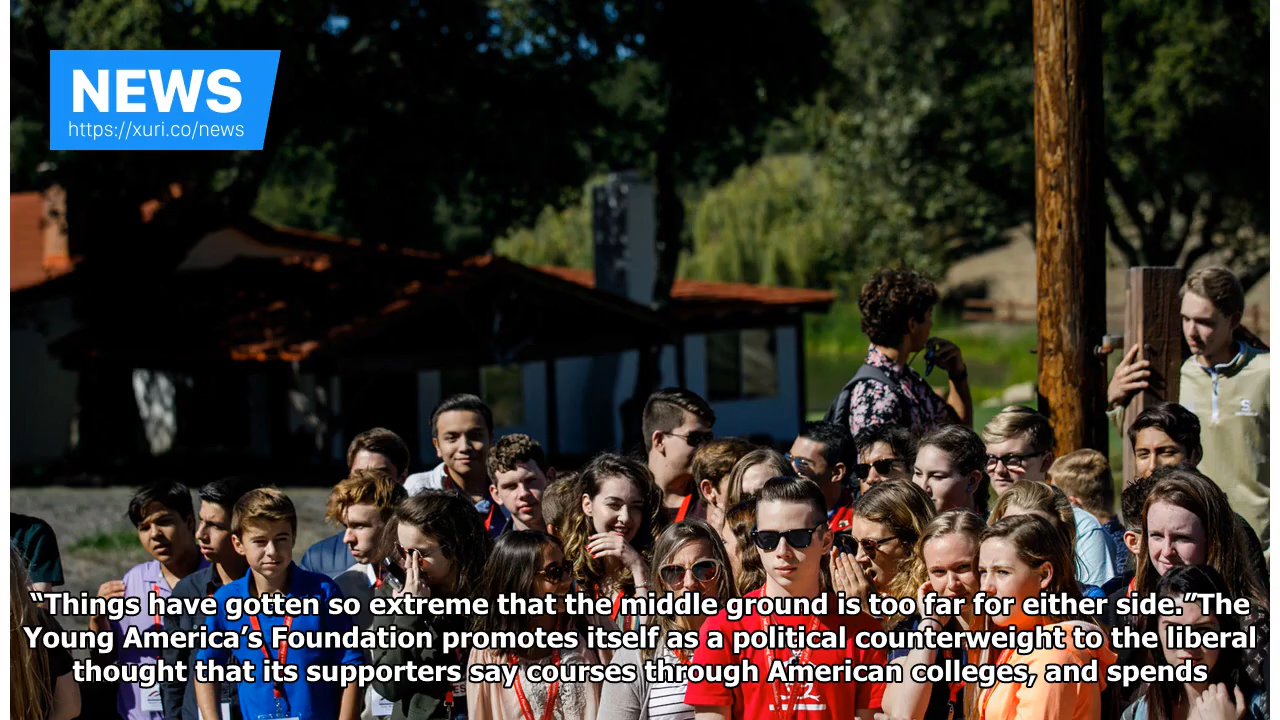 NEWS
https://xuri.co/news
“Things have gotten so extreme that the middle ground is too far for either side.”The
Young America’s Foundation promotes itself as a political counterweight to the liberal
thought that its supporters say courses through American colleges, and spends